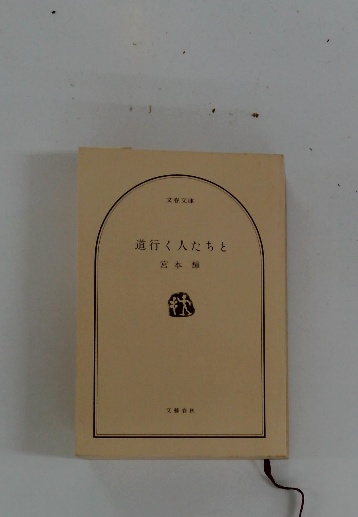 文春文庫
道行く人たちと
宮本輝
文藝春秋